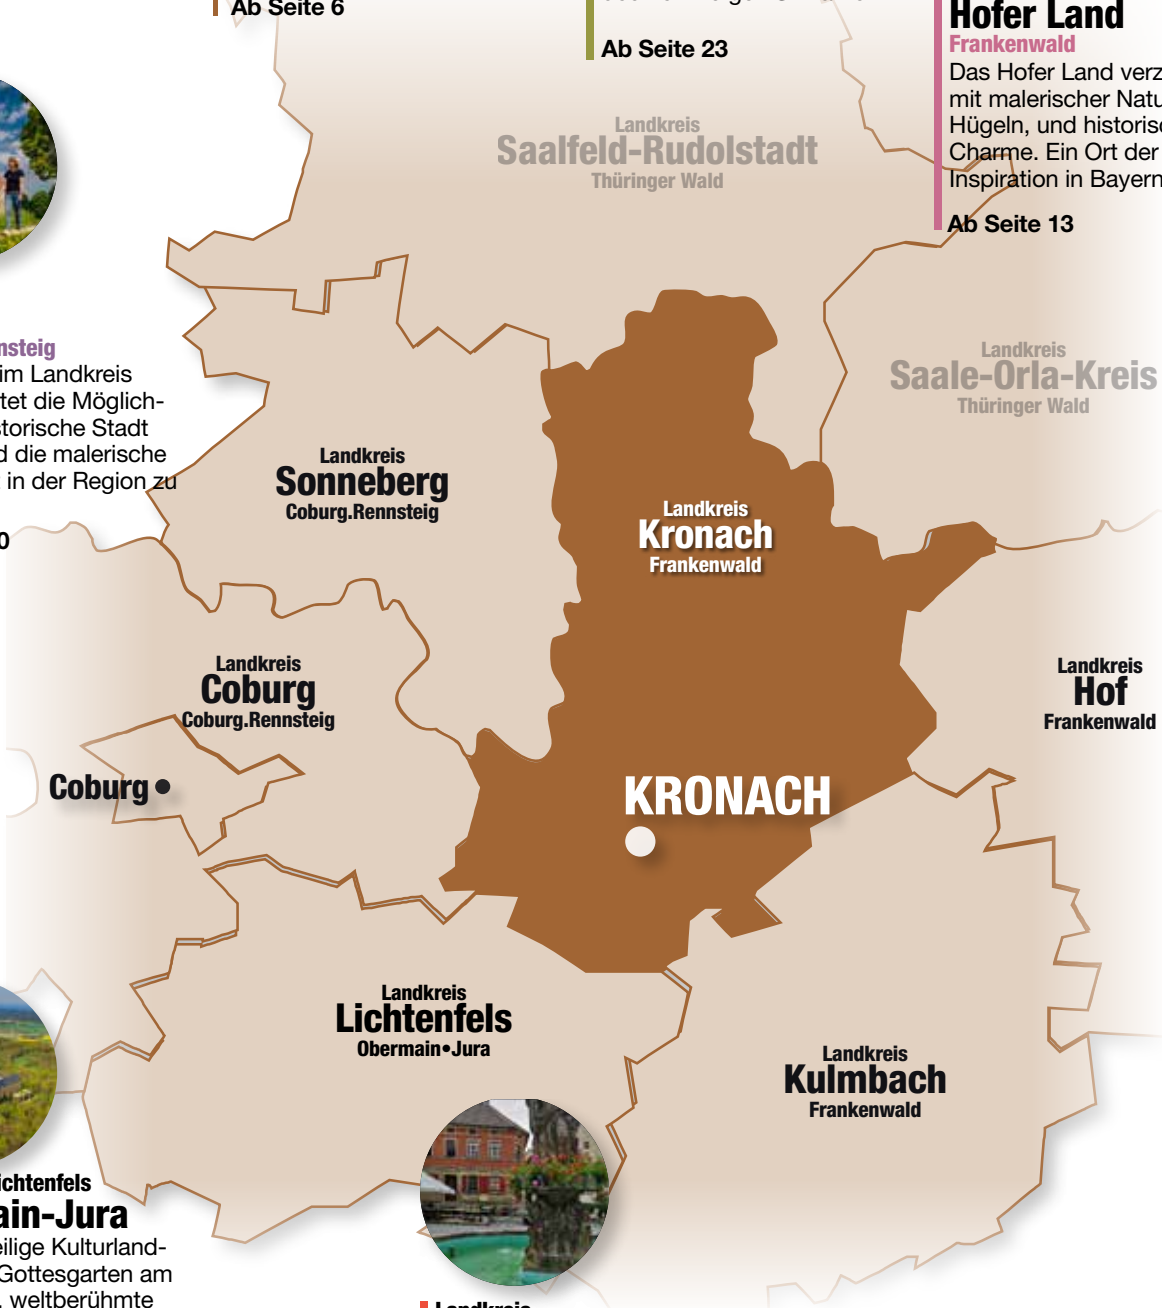 Ab Seite 6
Ab Seite 23
Hofer Land
Frankenwald
Das Hofer Land verz
mit malerischer Natu
Hügeln, und historisc
Charme. Ein Ort der
Inspiration in Bayern
Ab Seite 13
Landkreis
Saalfeld-Rudolstadt
Thüringer Wald
Landkreis
Saale-Orla-Kreis
Thüringer Wald
nsteig
im Landkreis
tet die Möglich-
storische Stadt
d die malerische
t in der Region zu
0
Landkreis
Sonneberg
Coburg.Rennsteig
Landkreis
Kronach
Frankenwald
Landkreis
Coburg
Coburg.Rennsteig
Landkreis
Hof
Frankenwald
Coburg
KRONACH
Landkreis
Lichtenfels
Obermain•Jura
Landkreis
Kulmbach
Frankenwald
ichtenfels
ain-Jura
eilige Kulturland-
Gottesgarten am
, weltberühmte
Landkreis